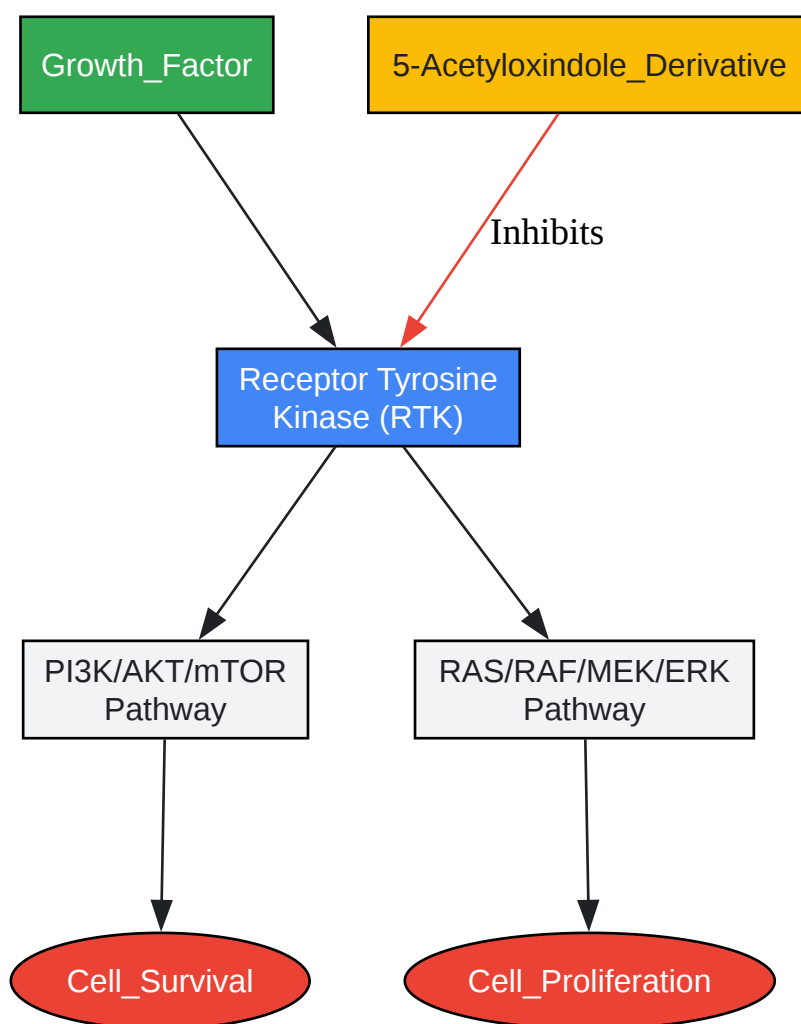 Growth_Factor
5-Acetyloxindole_Derivative
Inhibits
Receptor Tyrosine
Kinase (RTK)
PI3K/AKT/mTOR
Pathway
RAS/RAF/MEK/ERK
Pathway
Cell_Survival
Cell_Proliferation